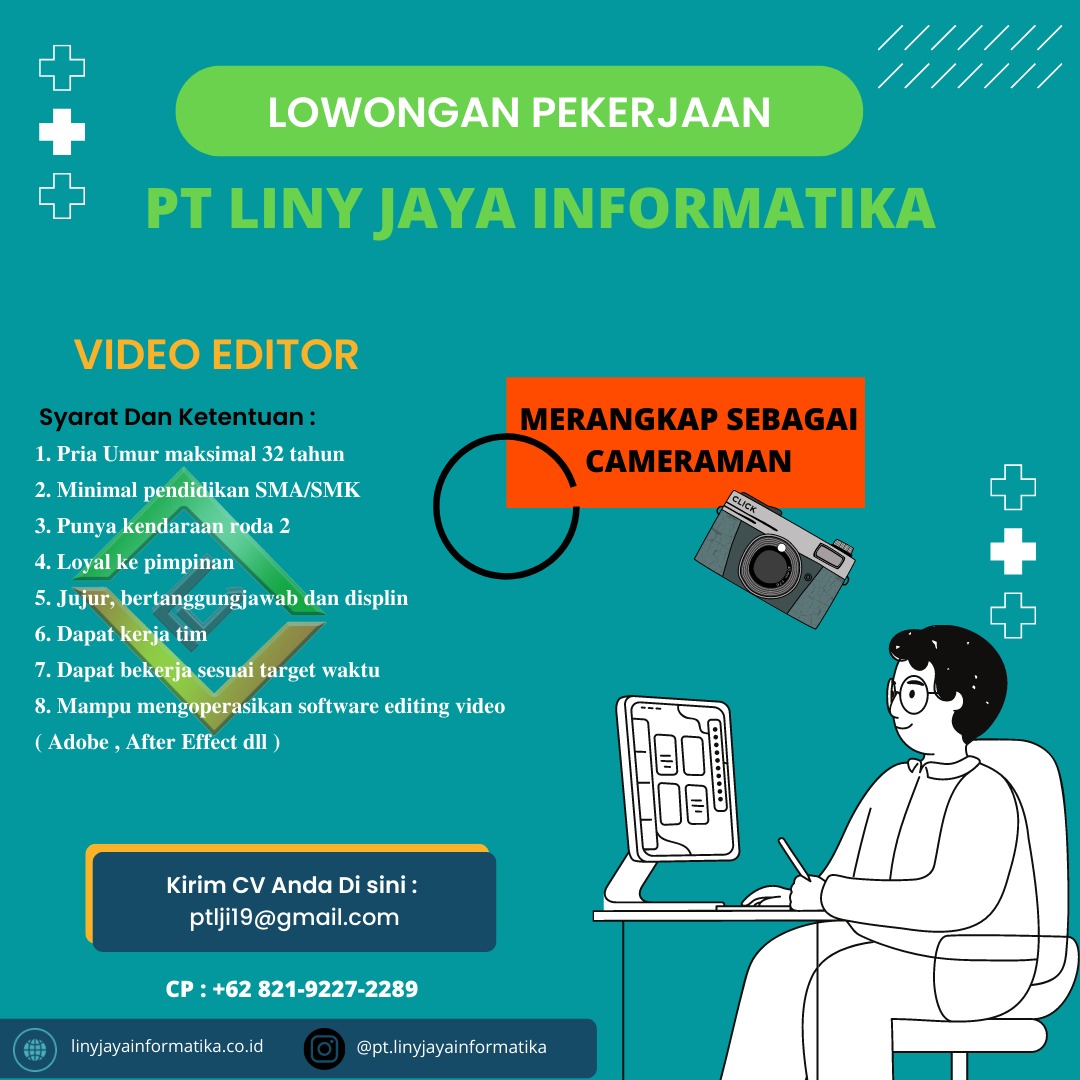 LOWONGAN PEKERJAAN
PT LINY JAYA INFORMATIKA
VIDEO EDITOR
Syarat Dan Ketentuan :
1. Pria Umur maksimal 32 tahun
2. Minimal pendidikan SMA/SMK
3. Punya kendaraan roda 2
4. Loyal ke pimpinan
5. Jujur, bertanggungjawab dan displin
6. Dapat kerja tim
7. Dapat bekerja sesuai target waktu
8. Mampu mengoperasikan software editing video
( Adobe , After Effect dll )
MERANGKAP SEBAGAI
CAMERAMAN
CLICK
Kirim CV Anda Di sini :
ptlji19@gmail.com
CP : +62 821-9227-2289
linyjayainformatika.co.id
@pt.linyjayainformatika